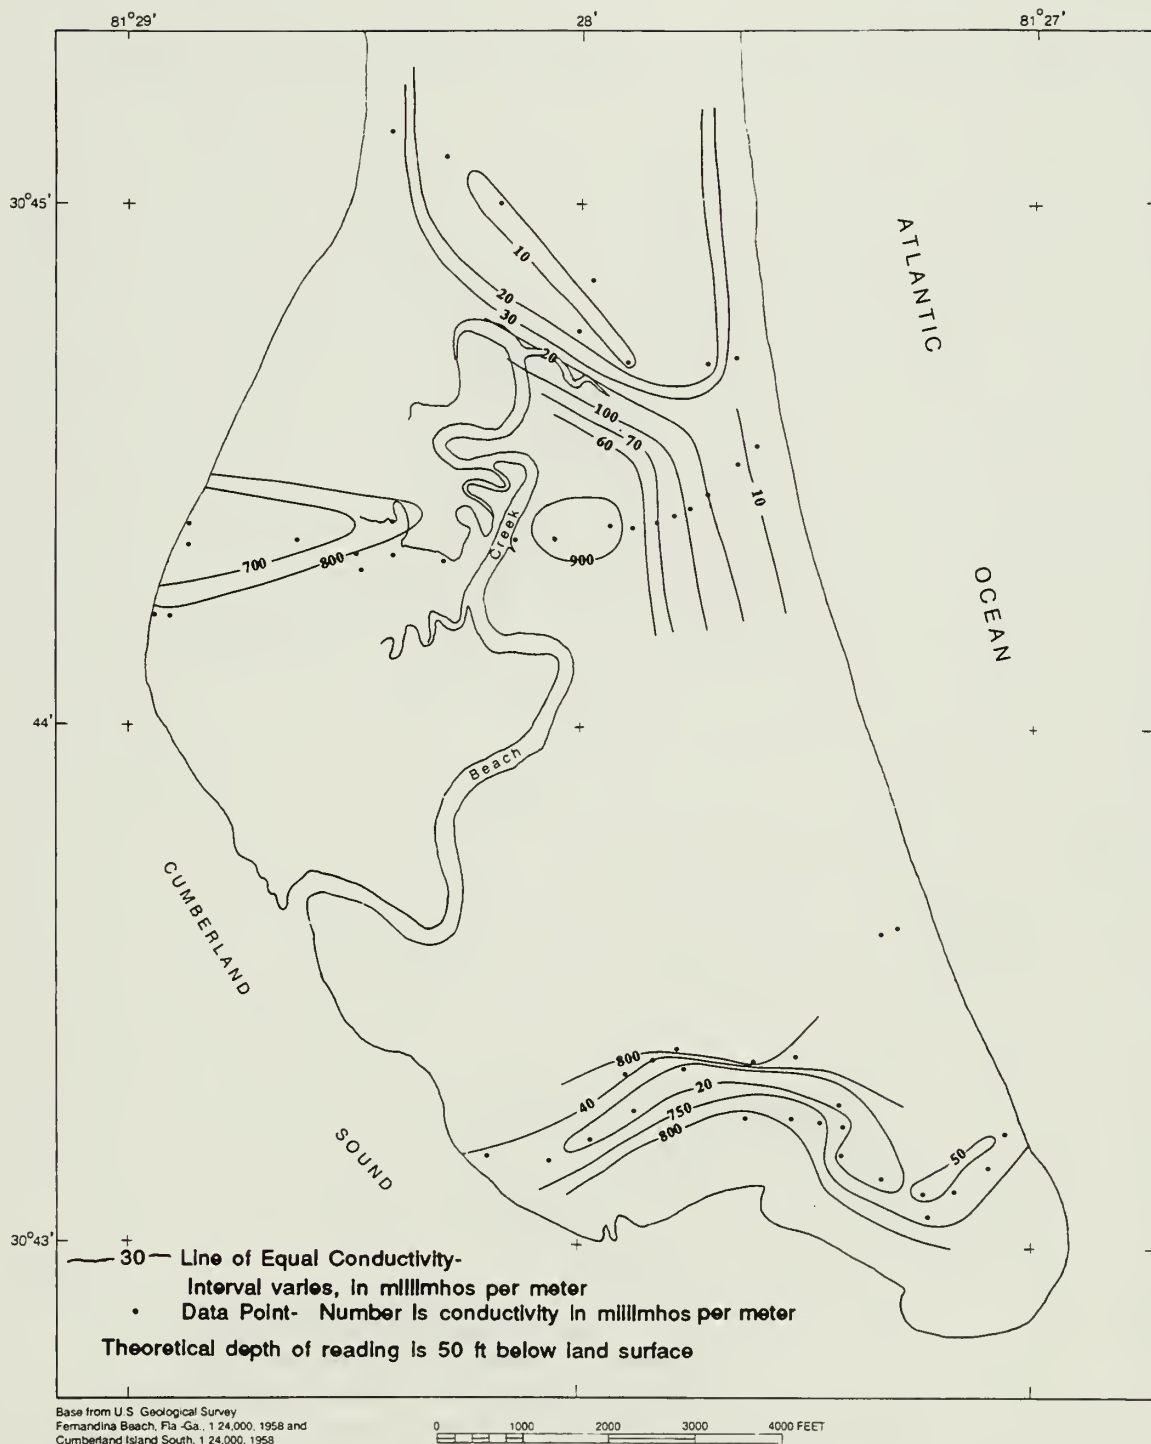 81°29'
28'
81°27'
30°45'
ATLANTIC
10
20
30
20
100
70
60
10
Creek
900
700
800
OCEAN
44'
Beach
CUMBERLAND
800
40
20
750
800
50
SOUND
30°43'
30 Line of Equal Conductivity-
Interval varies, in millimhos per meter
• Data Point- Number is conductivity in millimhos per meter
Theoretical depth of reading is 50 ft below land surface
Base from U.S. Geological Survey
Fernandina Beach, Fla -Ga., 1 24,000, 1958 and
Cumberland Island South, 1 24,000, 1958
0 1000 2000 3000 4000 FEET